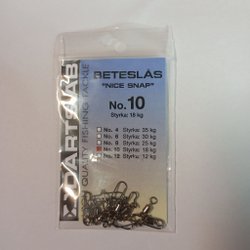 DARTSLAB
QUALITY FISHING TACKLE
BETESLÅS
"NICE SNAP"
No.10
Styrka: 18 kg
No. 4 Styrka: 35 kg
No. 6 Styrka: 30 kg
No. 8 Styrka: 25 kg
No. 10 Styrka: 18 kg
No. 12 Styrka: 12 kg